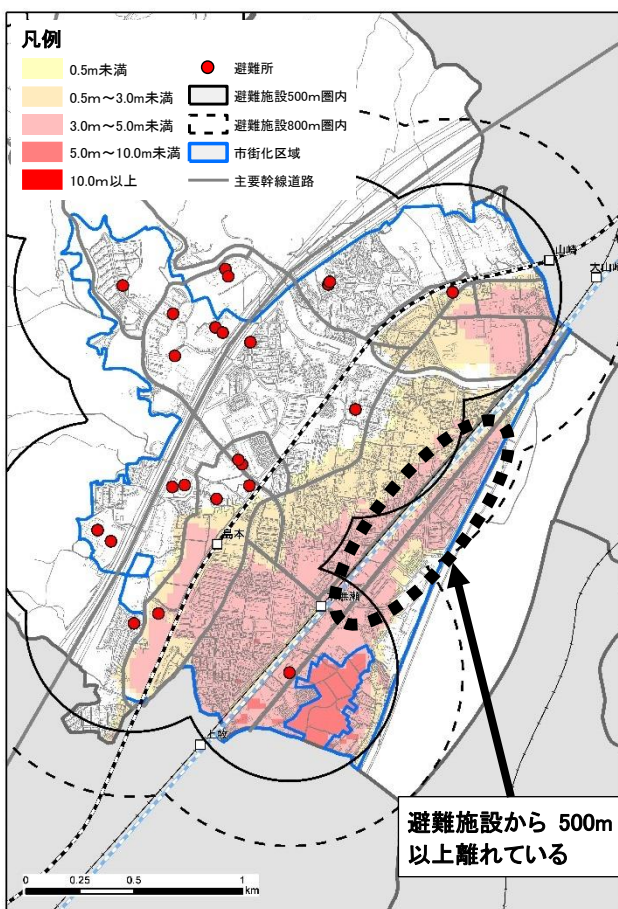 凡例
0.5m未満
0.5m～3.0m未満
3.0m～5.0m未満
5.0m～10.0m未満
10.0m以上
避難所
避難施設500m圏内
避難施設800m圏内
市街化区域
主要幹線道路
山崎
大山崎
島本
上牧
避難施設から 500m
以上離れている
0 0.25 0.5 1
km